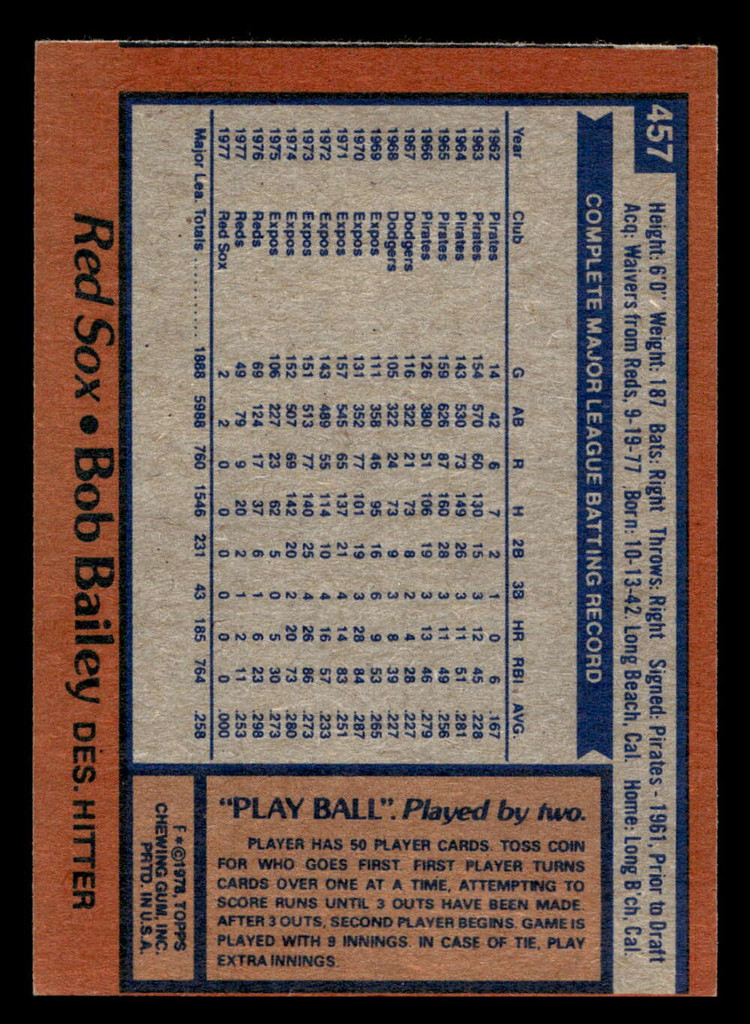 457
Height: 6'0" Weight: 187 Bats: Right Throws: Right Signed: Pirates - 1961, Prior to Draft
Acq: Waivers from Reds, 9-19-77 Born: 10-13-42, Long Beach, Cal. Home: Long B'ch, Cal.
COMPLETE MAJOR LEAGUE BATTING RECORD
Year Club G AB R H 2B 3B HR RBI AVG.
1962 Pirates 14 42 6 7 2 1 0 6 .167
1963 Pirates 154 570 60 130 15 3 12 45 .228
1964 Pirates 143 530 73 149 26 3 11 51 .281
1965 Pirates 159 626 87 160 28 3 11 49 .256
1966 Pirates 126 380 51 106 19 3 13 46 .279
1967 Dodgers 116 322 21 73 8 2 4 28 .227
1968 Dodgers 105 322 24 73 9 3 8 39 .227
1969 Expos 111 358 46 95 16 6 9 53 .265
1970 Expos 131 352 77 101 19 3 28 84 .287
1971 Expos 157 545 65 137 21 4 14 83 .251
1972 Expos 143 489 55 114 10 4 16 57 .233
1973 Expos 151 513 77 140 25 4 26 86 .273
1974 Expos 152 507 69 142 20 2 20 73 .280
1975 Expos 106 227 23 62 5 0 5 30 .273
1976 Reds 69 124 17 37 6 1 6 23 .298
1977 Reds 49 79 9 20 2 1 2 11 .253
1977 Red Sox 2 2 0 0 0 0 0 0 .000
Major Lea. Totals .......... 1888 5988 760 1546 231 43 185 764 .258
"PLAY BALL". Played by two.
PLAYER HAS 50 PLAYER CARDS. TOSS COIN
FOR WHO GOES FIRST. FIRST PLAYER TURNS
CARDS OVER ONE AT A TIME, ATTEMPTING TO
SCORE RUNS UNTIL 3 OUTS HAVE BEEN MADE.
AFTER 3 OUTS, SECOND PLAYER BEGINS. GAME IS
PLAYED WITH 9 INNINGS. IN CASE OF TIE, PLAY
EXTRA INNINGS.
F*©1978, TOPPS
CHEWING GUM, INC.
PRTD. IN U.S.A.
Red Sox • Bob Bailey DES. HITTER